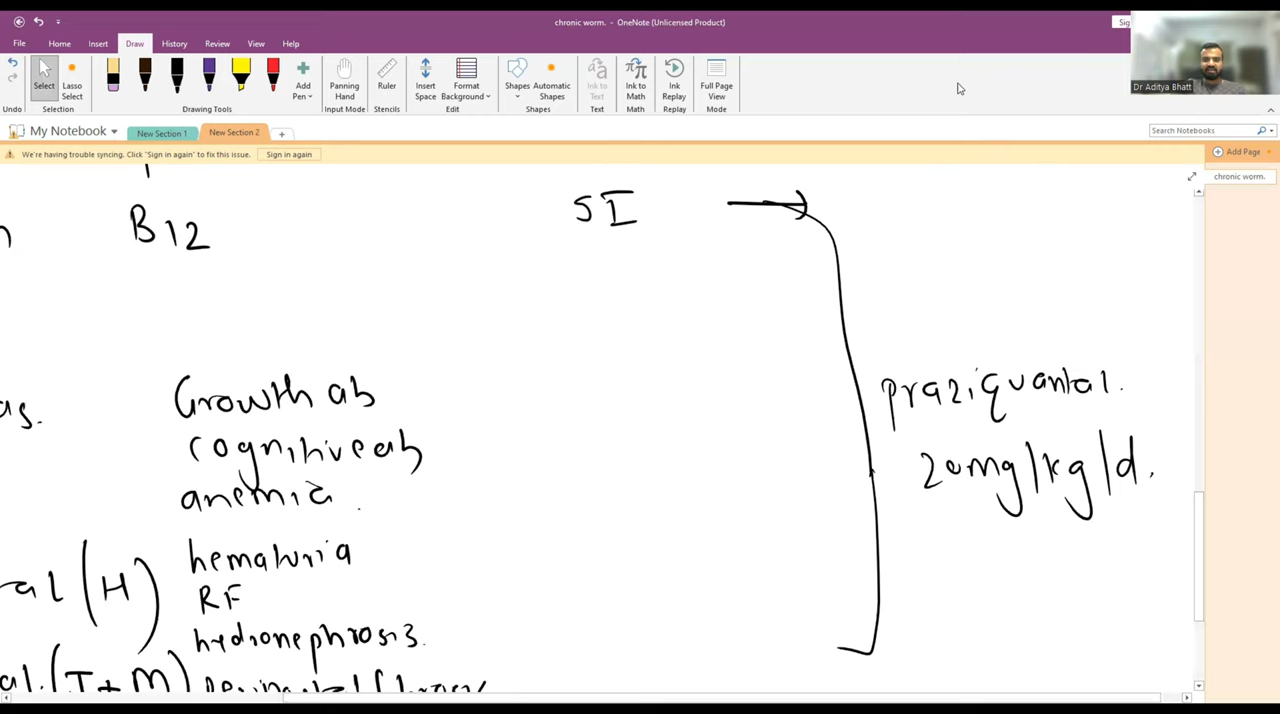 chronic worm. - OneNote (Unlicensed Product)
File Home Insert Draw History Review View Help
Dr Aditya Bhatt
Undo
Select
Lasso Select
Selection
Drawing Tools
Add Pen
Panning Hand
Input Mode
Ruler
Stencils
Insert Space
Format Background
Edit
Shapes
Automatic Shapes
Shapes
Ink to Text
Text
Ink to Math
Math
Ink Replay
Replay
Full Page View
Mode
My Notebook
New Section 1
New Section 2
Search Notebooks
We're having trouble syncing. Click "Sign in again" to fix this issue.
Sign in again
Add Page
chronic worm.
SI
B12
praziquantal.
20mg/kg/d.
as.
Growth ab
cognitive ab
anemia
al (H)
hematuria
RF
hydronephrosis.
al. (J+M)